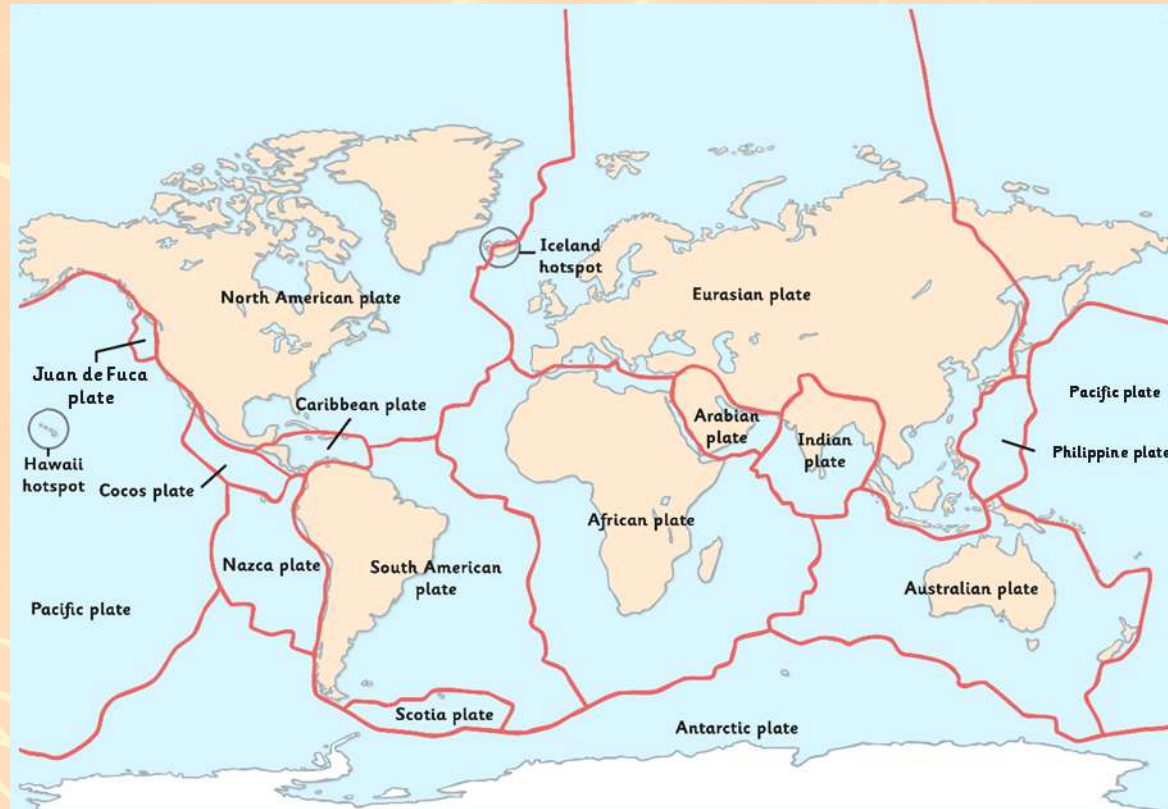 Iceland
hotspot
North American plate
Eurasian plate
Juan de Fuca
plate
Caribbean plate
Arabian
plate
Indian
plate
Pacific plate
Philippine plate
Hawaii
hotspot
Cocos plate
African plate
Nazca plate
South American
plate
Australian plate
Pacific plate
Scotia plate
Antarctic plate